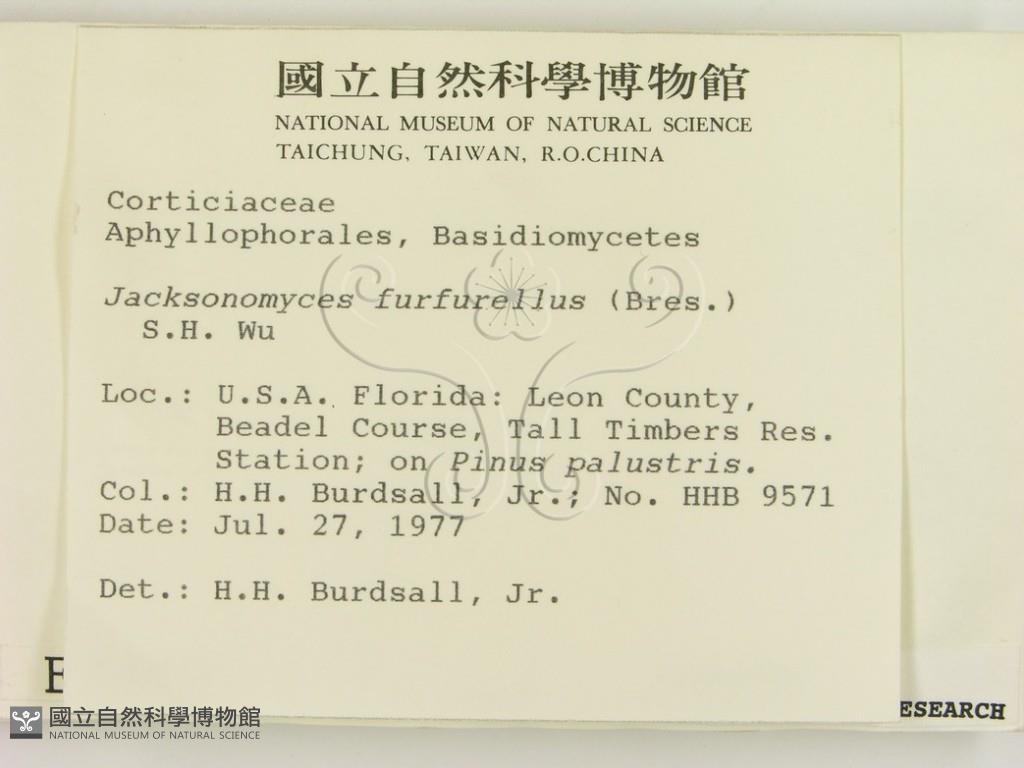 國立自然科學博物館
NATIONAL MUSEUM OF NATURAL SCIENCE
TAICHUNG, TAIWAN, R.O.CHINA
Corticiaceae
Aphyllophorales, Basidiomycetes
Jacksonomyces furfurellus (Bres.)
S.H. Wu
Loc.: U.S.A. Florida: Leon County,
Beadel Course, Tall Timbers Res.
Station; on Pinus palustris.
Col.: H.H. Burdsall, Jr.; No. HHB 9571
Date: Jul. 27, 1977
Det.: H.H. Burdsall, Jr.
ESEARCH
國立自然科學博物館
NATIONAL MUSEUM OF NATURAL SCIENCE